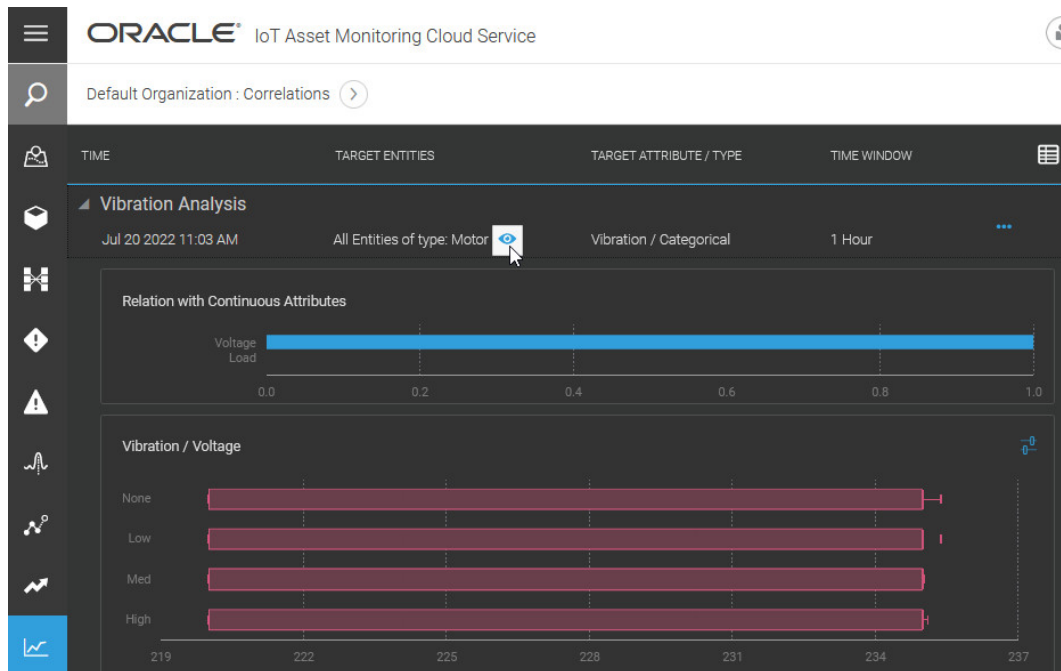 ORACLE® IoT Asset Monitoring Cloud Service
Default Organization : Correlations
TIME TARGET ENTITIES TARGET ATTRIBUTE / TYPE TIME WINDOW
Vibration Analysis
Jul 20 2022 11:03 AM All Entities of type: Motor Vibration / Categorical 1 Hour
Relation with Continuous Attributes
Voltage
Load
0.0 0.2 0.4 0.6 0.8 1.0
Vibration / Voltage
None
Low
Med
High
219 222 225 228 231 234 237